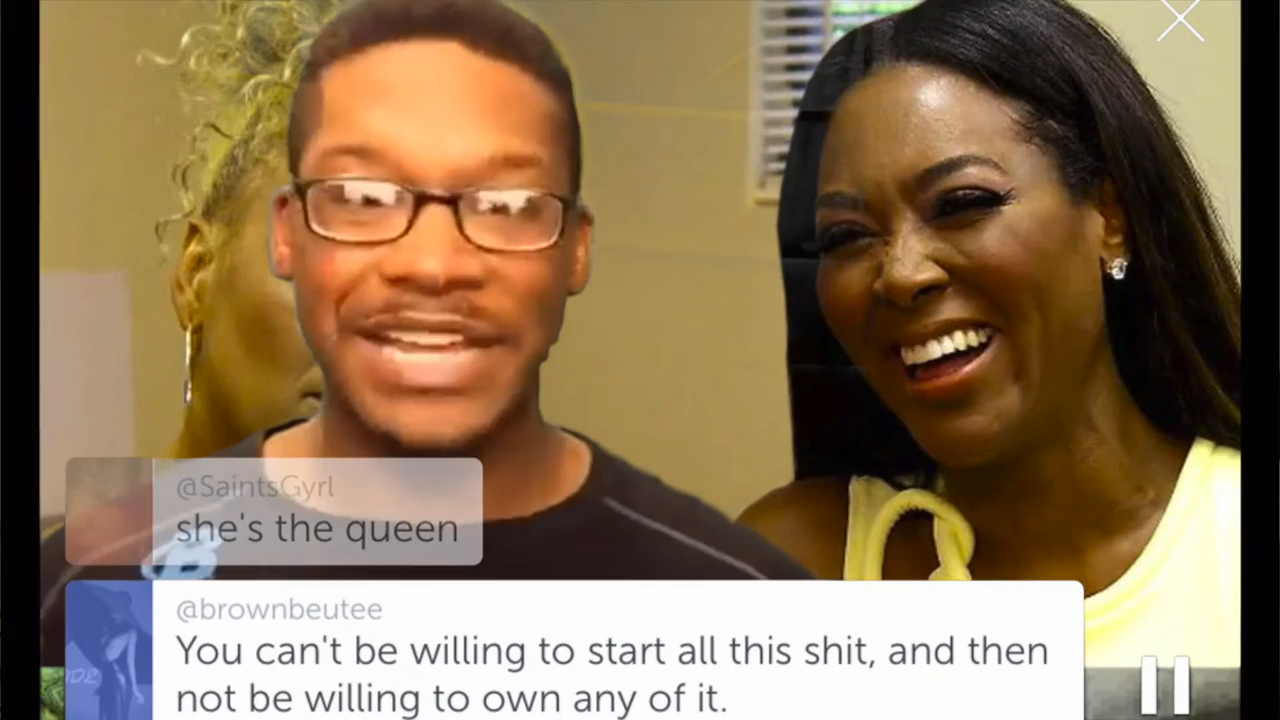 @SaintsGyrl
she's the queen
@brownbeutee
You can't be willing to start all this shit, and then
not be willing to own any of it.